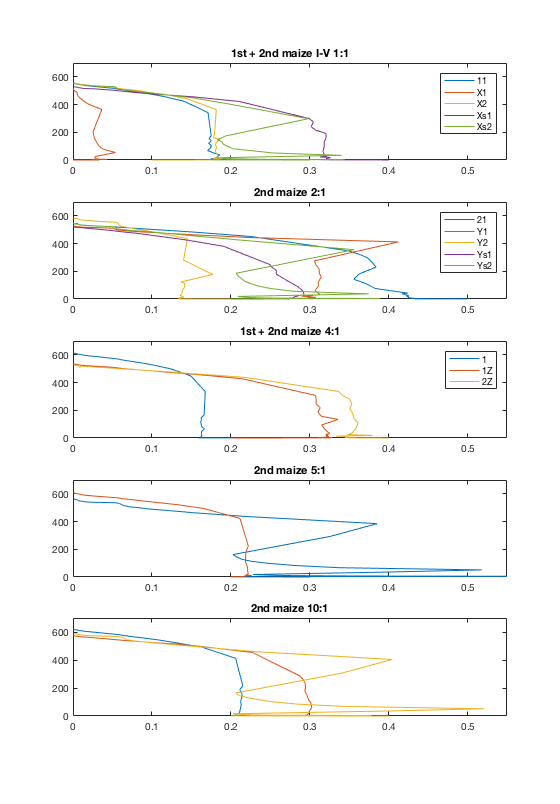 1st + 2nd maize I-V 1:1
600
400
200
0
0 0.1 0.2 0.3 0.4 0.5
11
X1
X2
Xs1
Xs2
2nd maize 2:1
600
400
200
0
0 0.1 0.2 0.3 0.4 0.5
21
Y1
Y2
Ys1
Ys2
1st + 2nd maize 4:1
600
400
200
0
0 0.1 0.2 0.3 0.4 0.5
1
1Z
2Z
2nd maize 5:1
600
400
200
0
0 0.1 0.2 0.3 0.4 0.5
2nd maize 10:1
600
400
200
0
0 0.1 0.2 0.3 0.4 0.5